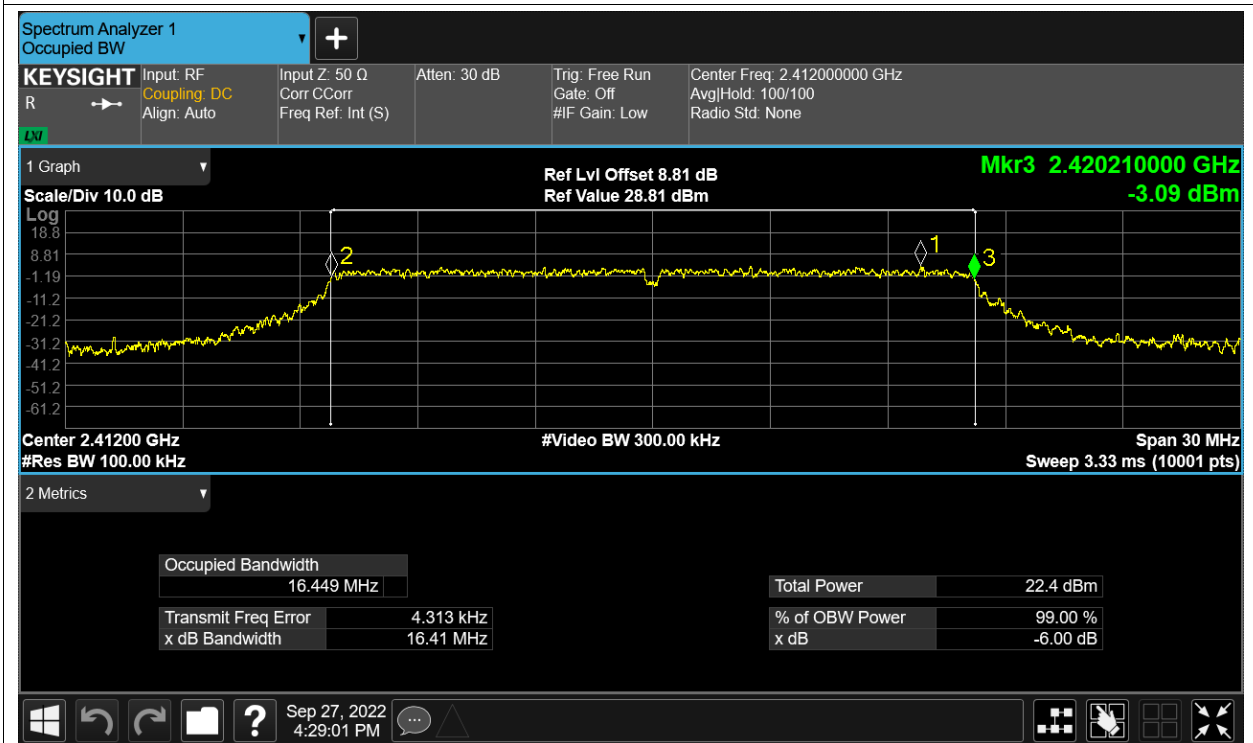 Spectrum Analyzer 1
Occupied BW
KEYSIGHT
R
LXI
Input: RF
Coupling: DC
Align: Auto
Input Z: 50 Ω
Corr CCorr
Freq Ref: Int (S)
Atten: 30 dB
Trig: Free Run
Gate: Off
#IF Gain: Low
Center Freq: 2.412000000 GHz
Avg|Hold: 100/100
Radio Std: None
1 Graph
Scale/Div 10.0 dB
Ref Lvl Offset 8.81 dB
Ref Value 28.81 dBm
Mkr3 2.420210000 GHz
-3.09 dBm
Log
18.8
8.81
-1.19
-11.2
-21.2
-31.2
-41.2
-51.2
-61.2
2
1
3
Center 2.41200 GHz
#Res BW 100.00 kHz
#Video BW 300.00 kHz
Span 30 MHz
Sweep 3.33 ms (10001 pts)
2 Metrics
Occupied Bandwidth
16.449 MHz
Transmit Freq Error 4.313 kHz
x dB Bandwidth 16.41 MHz
Total Power 22.4 dBm
% of OBW Power 99.00 %
x dB -6.00 dB
?
Sep 27, 2022
4:29:01 PM